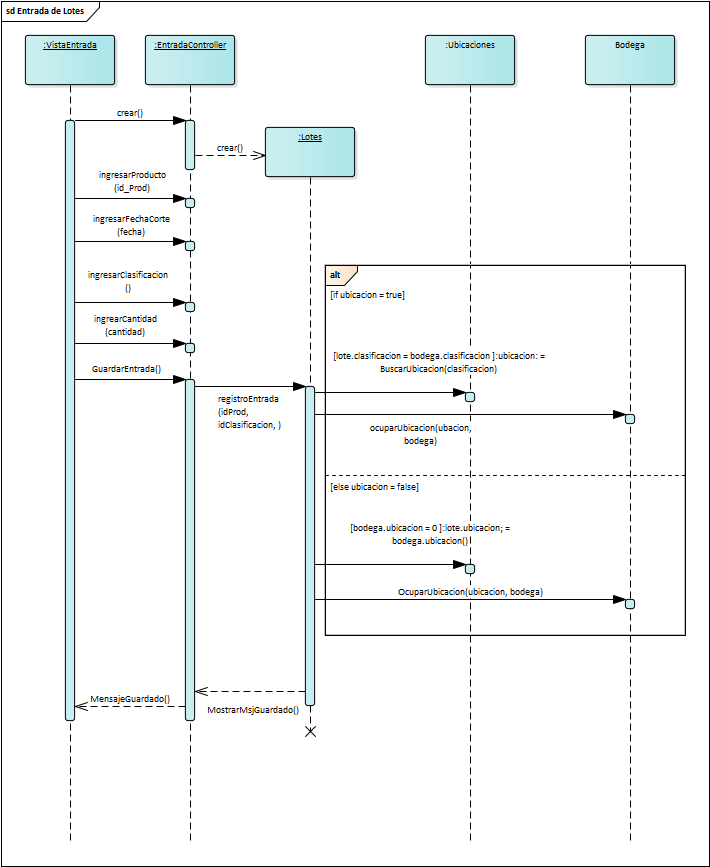 sd Entrada de Lotes
:VistaEntrada
:EntradaController
:Ubicaciones
Bodega
crear()
:Lotes
crear()
ingresarProducto
(id_Prod)
ingresarFechaCorte
(fecha)
ingresarClasificacion
()
ingrearCantidad
(cantidad)
GuardarEntrada()
registroEntrada
(idProd,
idClasificacion, )
alt
[if ubicacion = true]
[lote.clasificacion = bodega.clasificacion ]:ubicacion: =
BuscarUbicacion(clasificacion)
ocuparUbicacion(ubacion,
bodega)
[else ubicacion = false]
[bodega.ubicacion = 0 ]:lote.ubicacion; =
bodega.ubicacion()
OcuparUbicacion(ubicacion, bodega)
MensajeGuardado()
MostrarMsjGuardado()